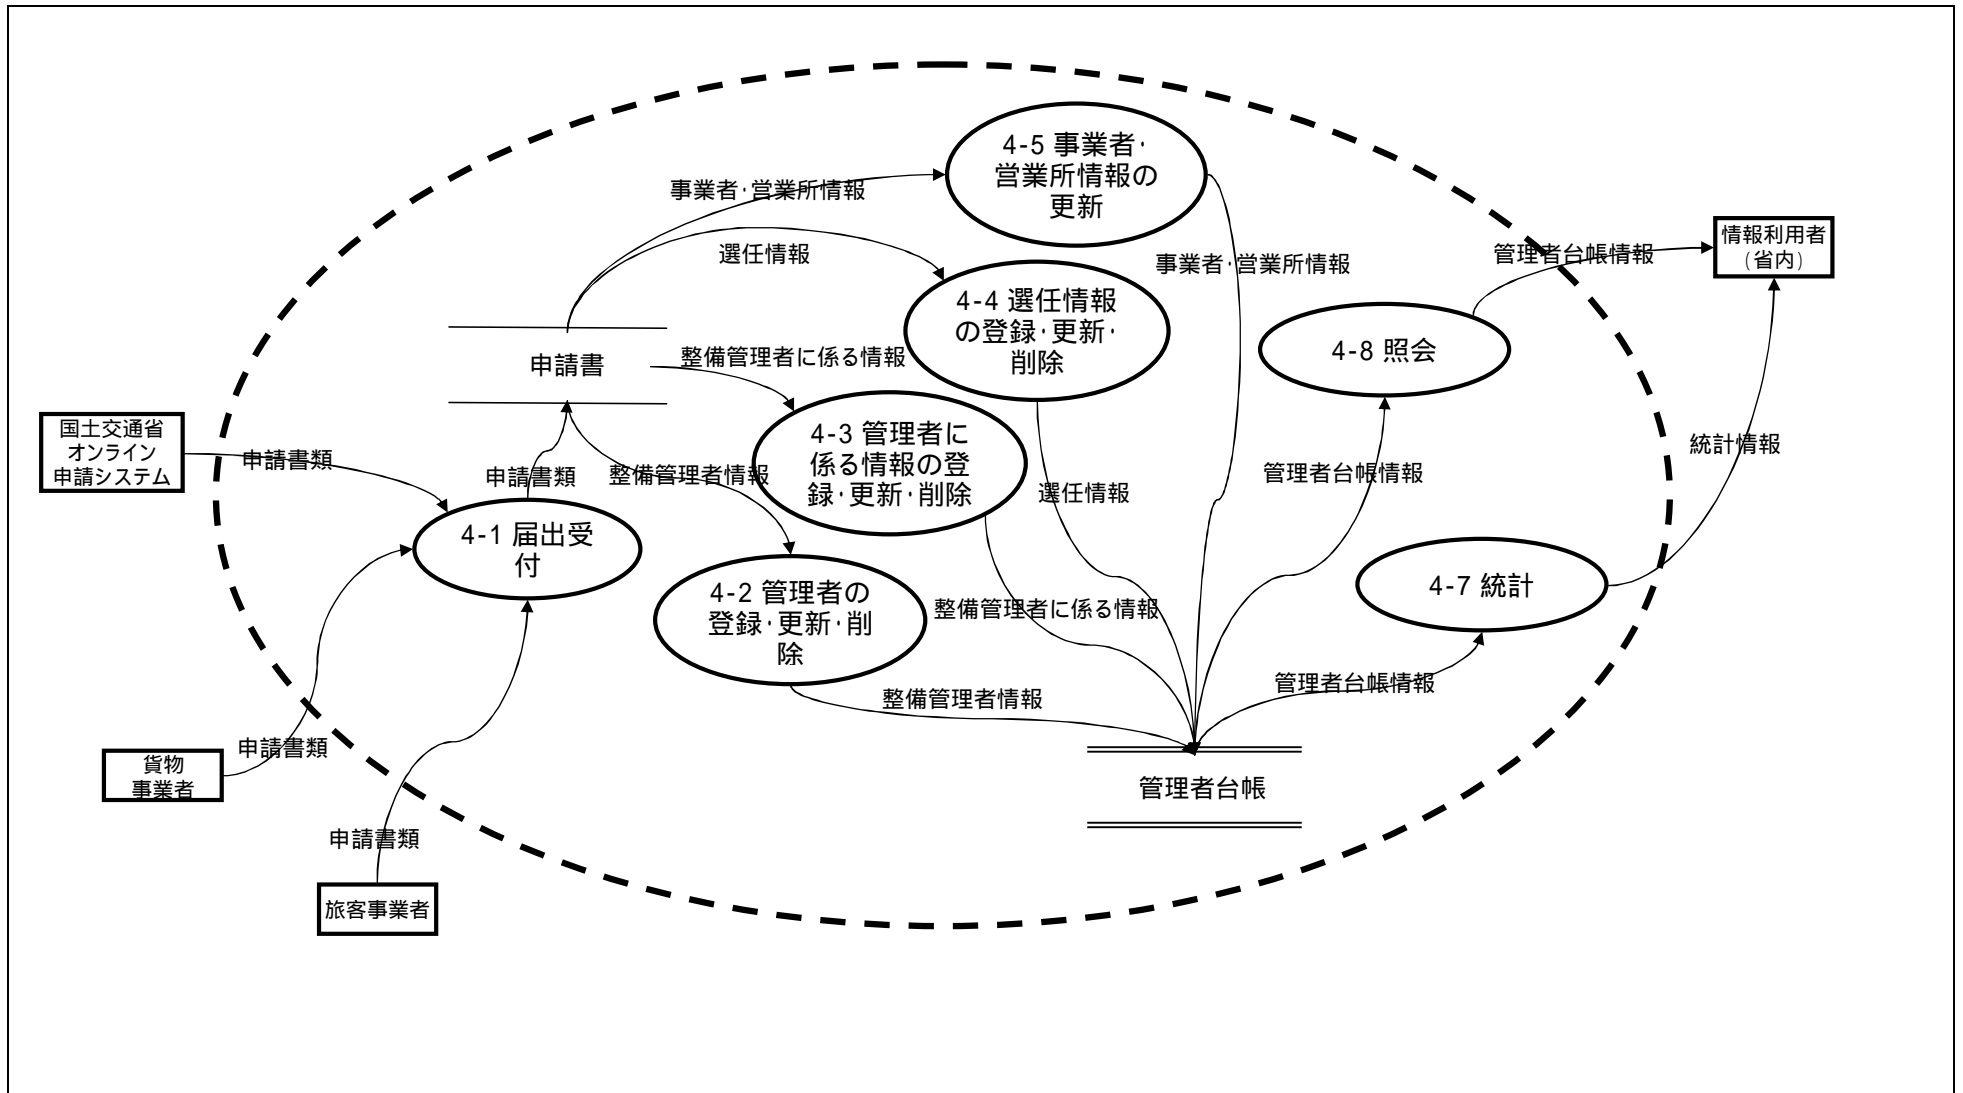 4-5 事業者・
営業所情報の
更新
事業者・営業所情報
選任情報
事業者・営業所情報
管理者台帳情報
情報利用者
(省内)
4-4 選任情報
の登録・更新・
削除
4-8 照会
申請書
整備管理者に係る情報
国土交通省
オンライン
申請システム
申請書類
申請書類
整備管理者情報
4-3 管理者に
係る情報の登
録・更新・削除
選任情報
管理者台帳情報
統計情報
4-1 届出受
付
4-2 管理者の
登録・更新・削
除
整備管理者に係る情報
4-7 統計
整備管理者情報
管理者台帳情報
貨物
事業者
申請書類
管理者台帳
申請書類
旅客事業者